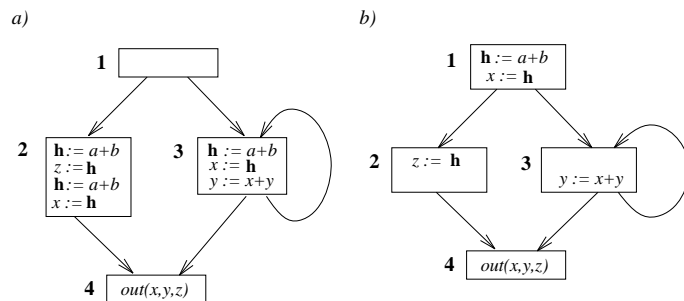 a)
1
2
h := a+b
z := h
h := a+b
x := h
3
h := a+b
x := h
y := x+y
4
out(x,y,z)
b)
1
h := a+b
x := h
2
z := h
3
y := x+y
4
out(x,y,z)